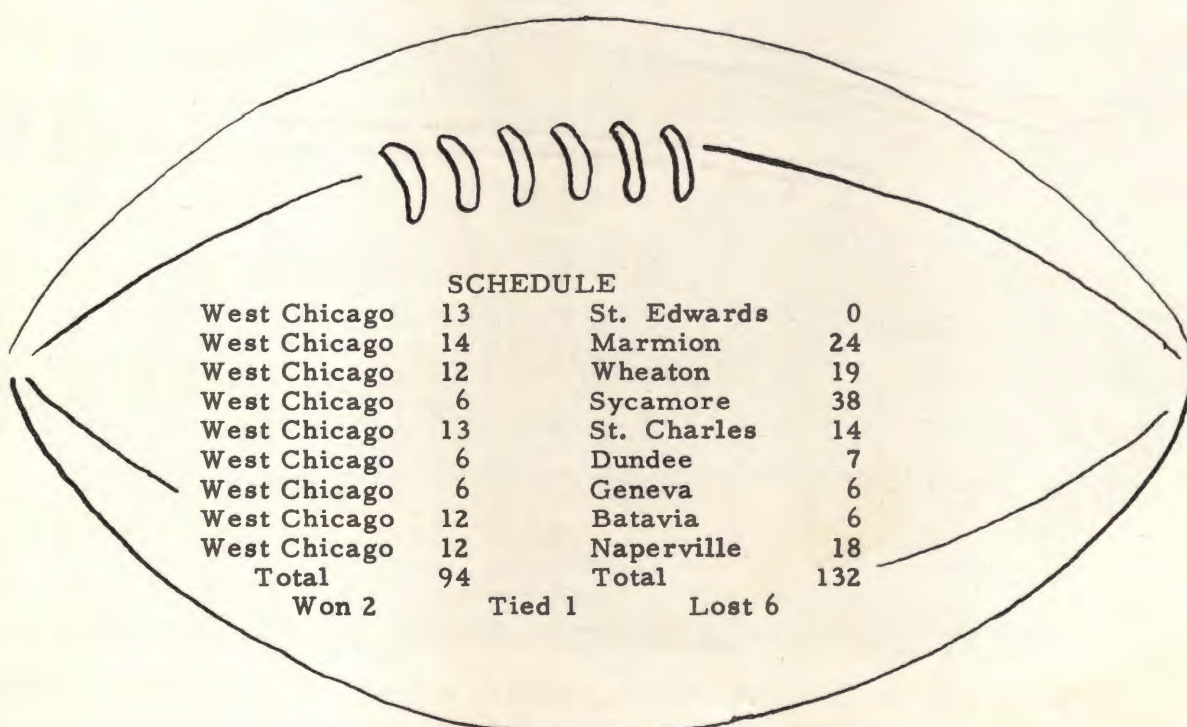 SCHEDULE
West Chicago 13 St. Edwards 0
West Chicago 14 Marmion 24
West Chicago 12 Wheaton 19
West Chicago 6 Sycamore 38
West Chicago 13 St. Charles 14
West Chicago 6 Dundee 7
West Chicago 6 Geneva 6
West Chicago 12 Batavia 6
West Chicago 12 Naperville 18
Total 94 Total 132
Won 2 Tied 1 Lost 6